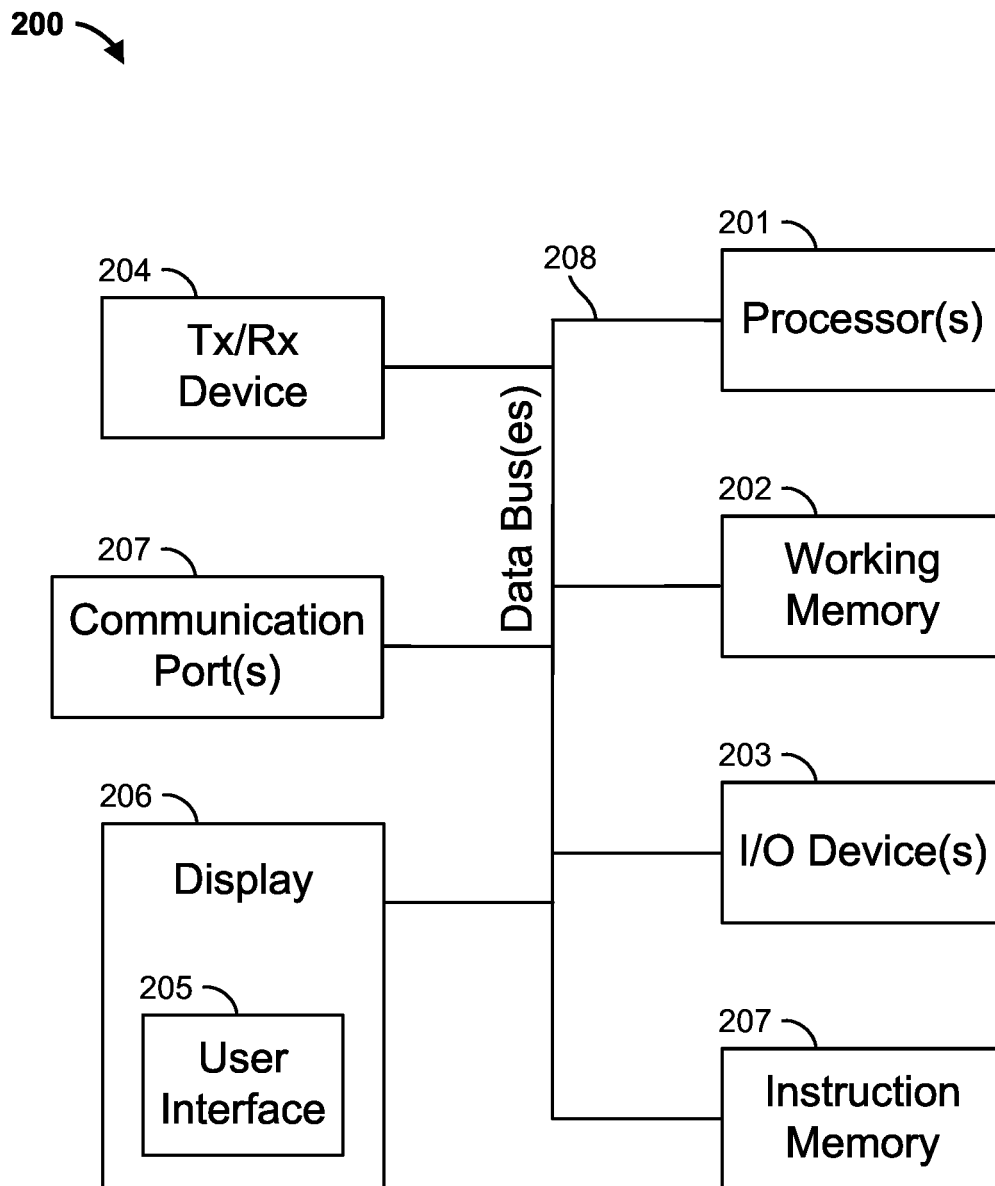 200
204
Tx/Rx
Device
207
Communication
Port(s)
206
Display
205
User
Interface
208
Data Bus(es)
201
Processor(s)
202
Working
Memory
203
I/O Device(s)
207
Instruction
Memory